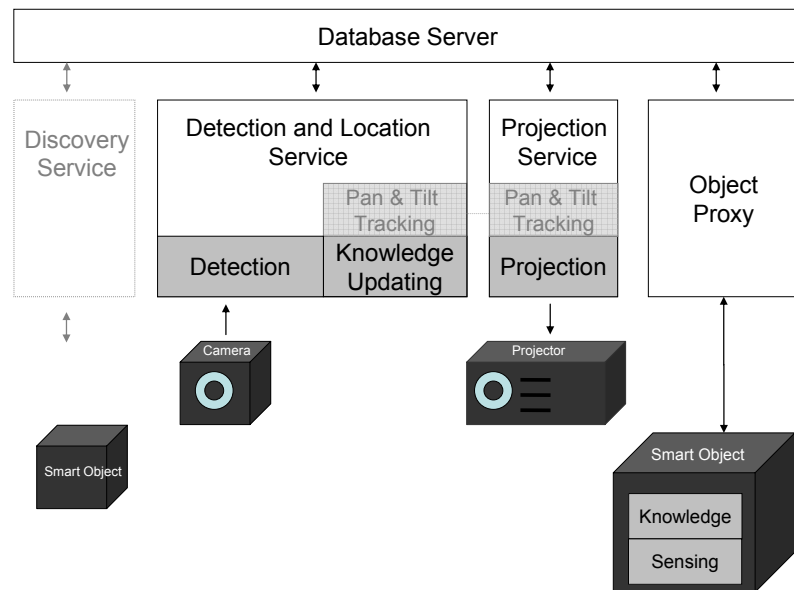 Database Server
Discovery
Service
Detection and Location
Service
Pan & Tilt
Tracking
Detection
Knowledge
Updating
Projection
Service
Pan & Tilt
Tracking
Projection
Object
Proxy
Camera
Projector
Smart Object
Smart Object
Knowledge
Sensing